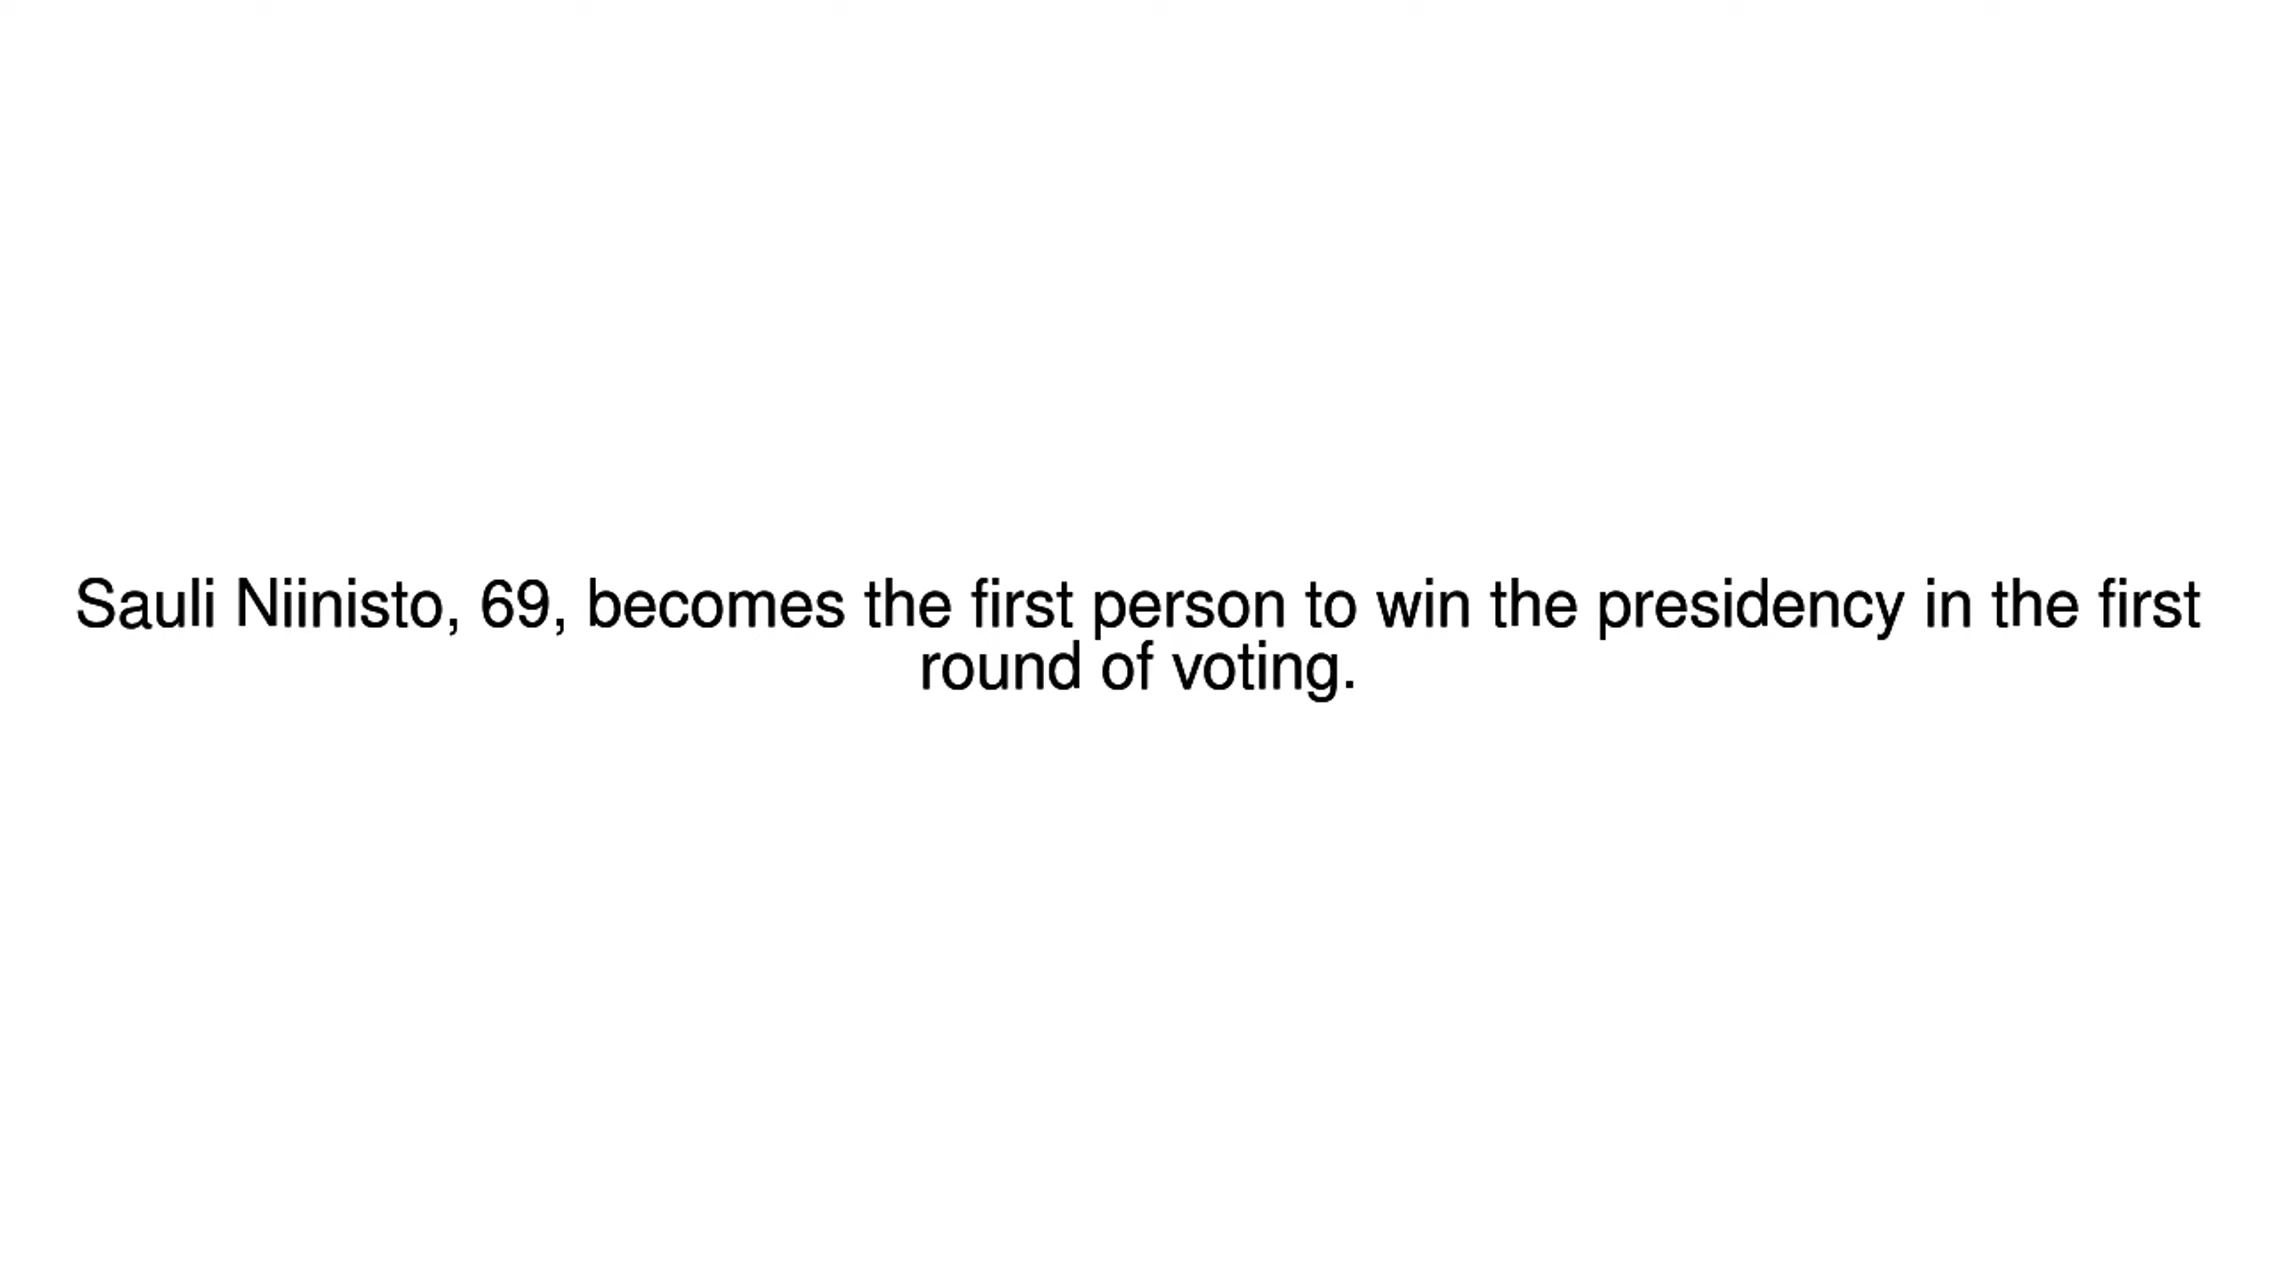 Sauli Niinisto, 69, becomes the first person to win the presidency in the first
round of voting.